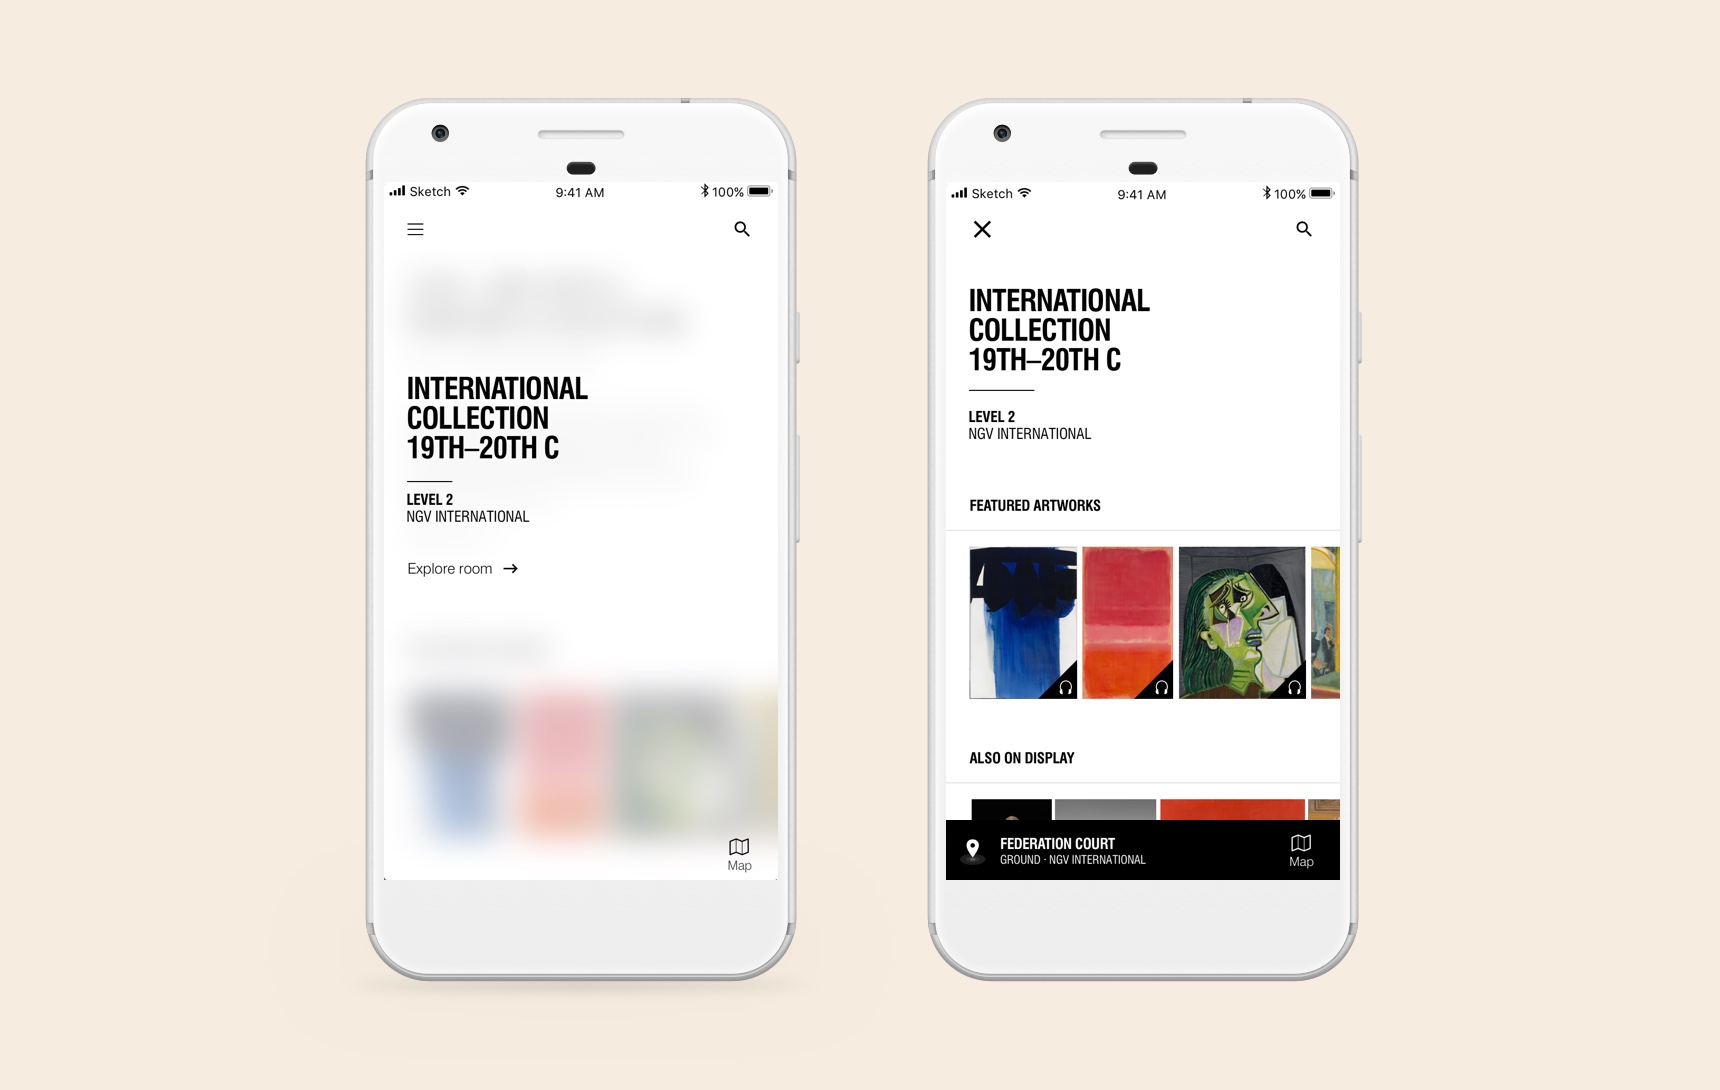 Sketch 9:41 AM 100%
INTERNATIONAL
COLLECTION
19TH–20TH C
LEVEL 2
NGV INTERNATIONAL
Explore room
Map
Sketch 9:41 AM 100%
INTERNATIONAL
COLLECTION
19TH–20TH C
LEVEL 2
NGV INTERNATIONAL
FEATURED ARTWORKS
ALSO ON DISPLAY
FEDERATION COURT
GROUND · NGV INTERNATIONAL
Map